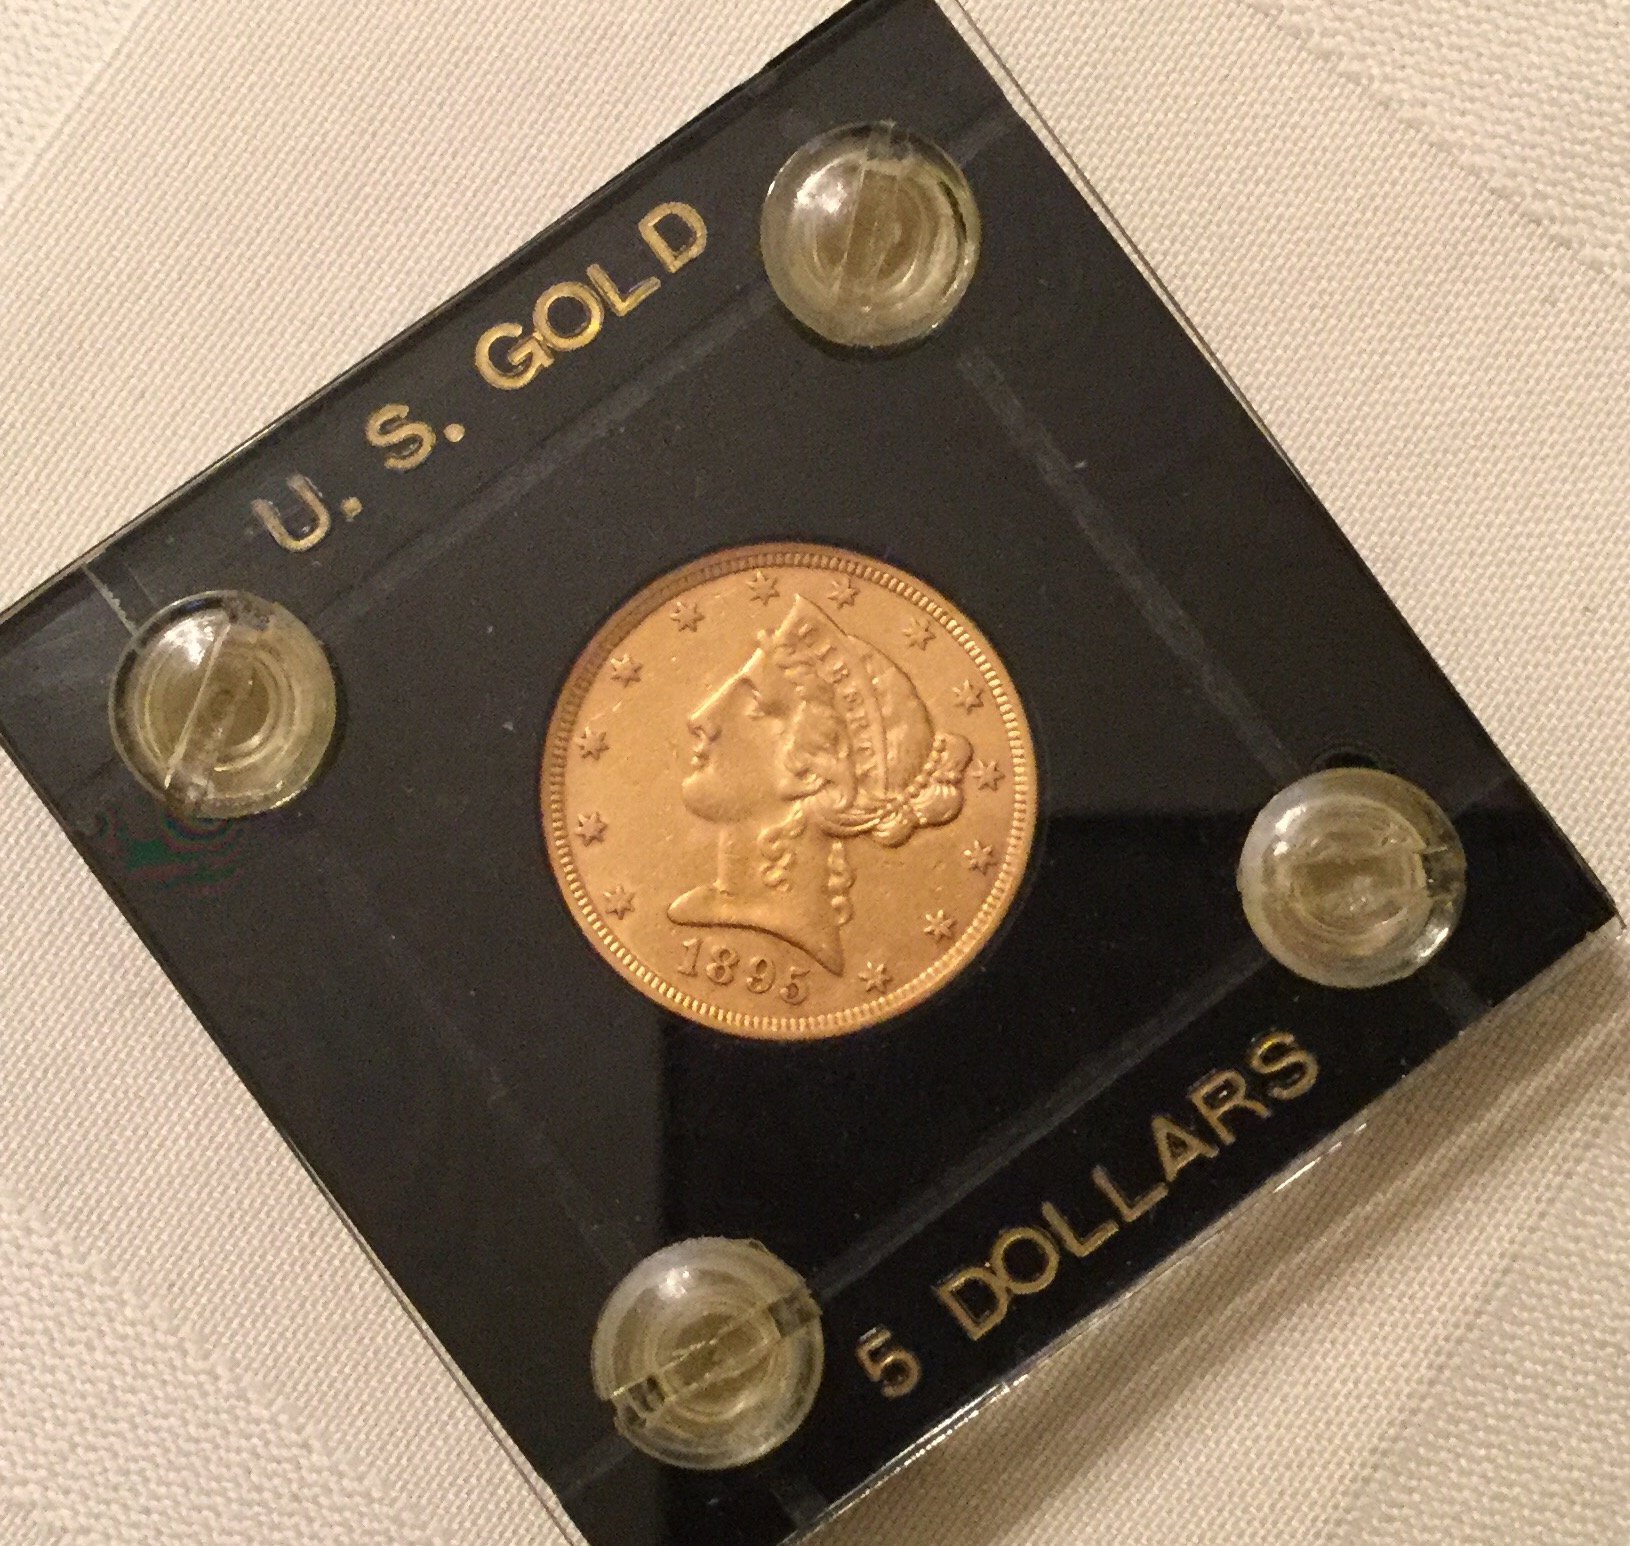 U. S. GOLD
LIBERTY
1895
5 DOLLARS